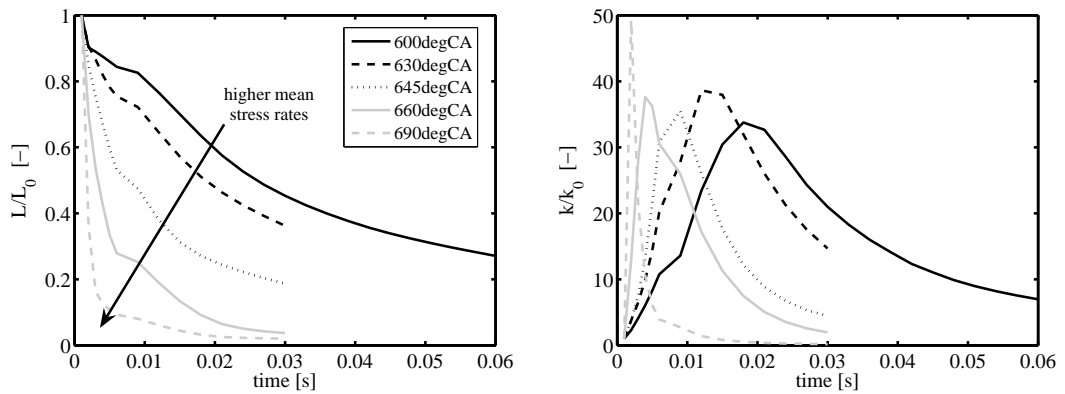 1
0.8
0.6
0.4
0.2
0
L/L0 [−]
0
0.01
0.02
0.03
0.04
0.05
0.06
time [s]
higher mean
stress rates
600degCA
630degCA
645degCA
660degCA
690degCA
50
40
30
20
10
0
k/k0 [−]
0
0.01
0.02
0.03
0.04
0.05
0.06
time [s]